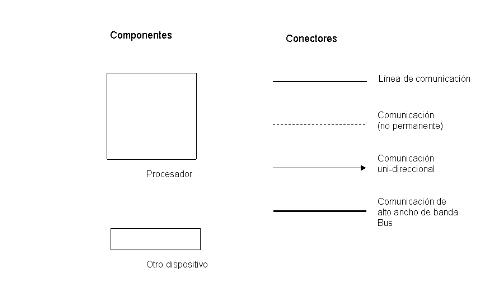 Componentes
Conectores
Línea de comunicación
Comunicación
(no permanente)
Procesador
Comunicación
uni-direccional
Comunicación de
alto ancho de banda
Bus
Otro dispositivo